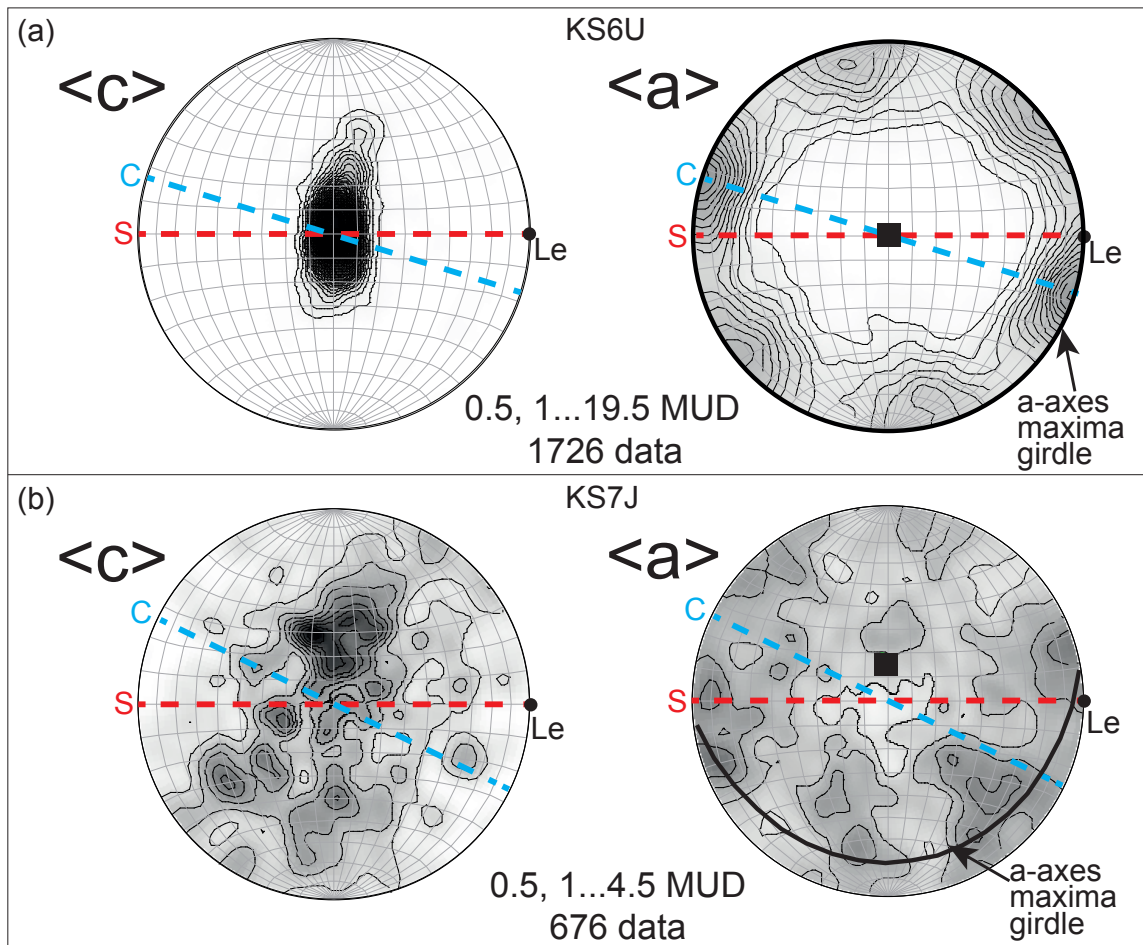 (a)
KS6U
<c>
<a>
C
S
Le
C
S
Le
0.5, 1...19.5 MUD
1726 data
a-axes
maxima
girdle
(b)
KS7J
<c>
<a>
C
S
Le
C
S
Le
0.5, 1...4.5 MUD
676 data
a-axes
maxima
girdle